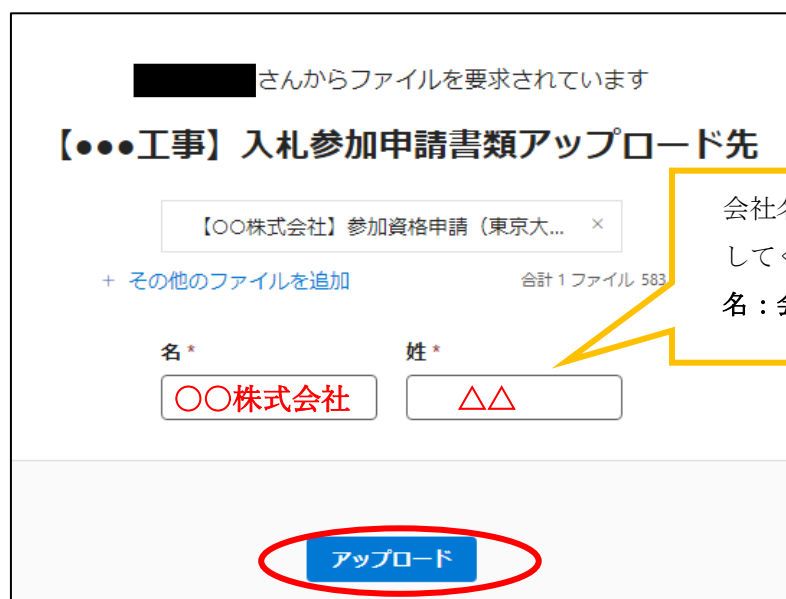 さんからファイルを要求されています
【●●●工事】入札参加申請書類アップロード先
【○○株式会社】参加資格申請（東京大... ×
会社
して
名：
+ その他のファイルを追加
合計 1 ファイル 583
名 *
姓 *
○○株式会社
△△
アップロード